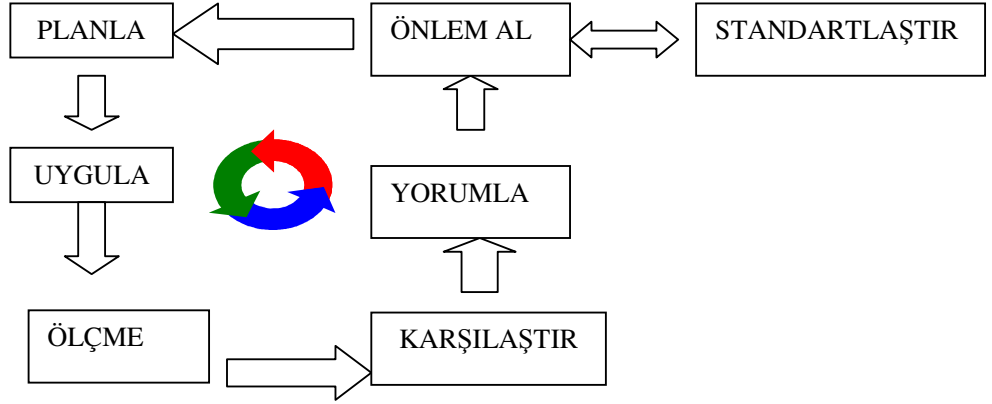 PLANLA
ÖNLEM AL
STANDARTLAŞTIR
UYGULA
YORUMLA
ÖLÇME
KARŞILAŞTIR